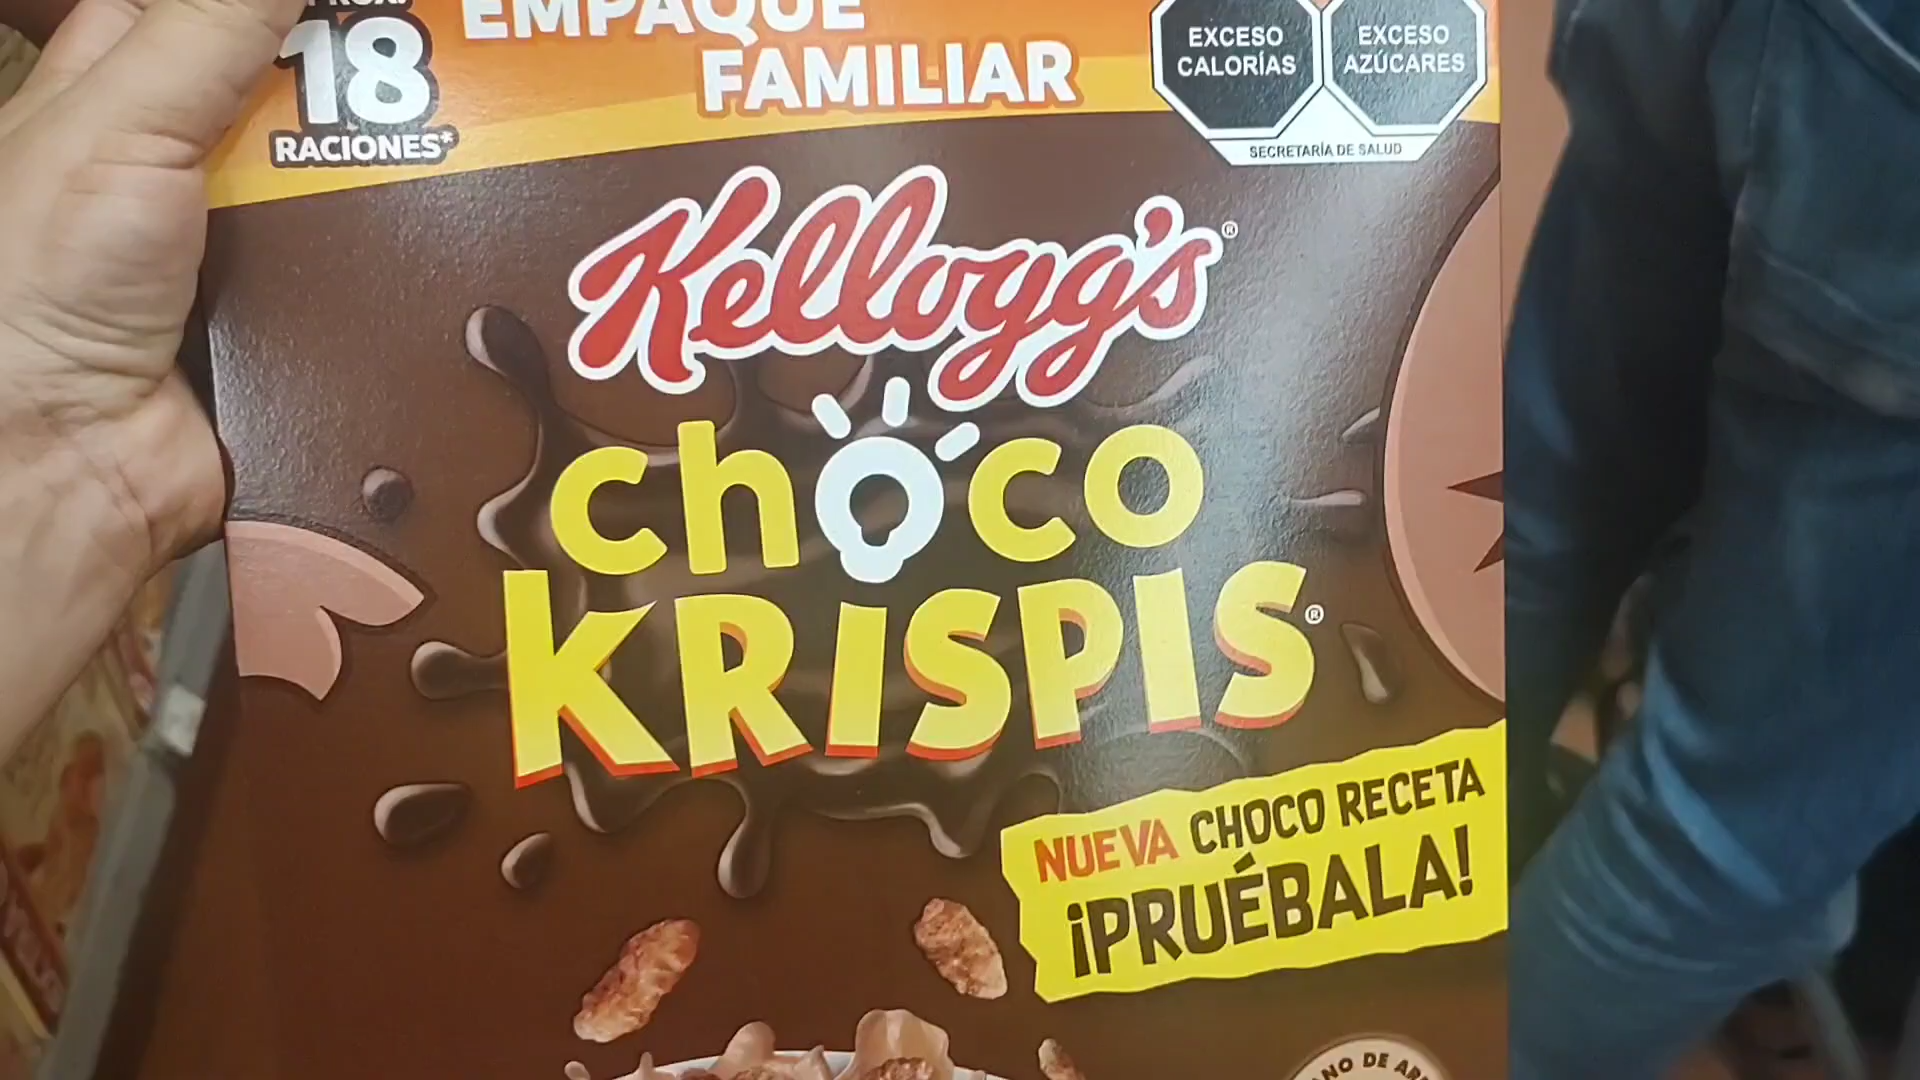 18
RACIONES*
EMPAQUE
FAMILIAR
EXCESO
CALORÍAS
EXCESO
AZÚCARES
SECRETARÍA DE SALUD
Kellogg's®
choco
KRISPIS®
NUEVA CHOCO RECETA
¡PRUÉBALA!